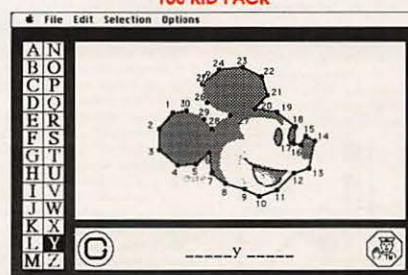 100 KID PACK
File Edit Selection Options
A N
B O
C P
D Q
E R
F S
G T
H U
I V
J W
K X
L Y
M Z
24 23
25 22
26 21
1 30 20 19
29 18
2 28 27 15
17 14
3 16
4 5 13
7 12
8 9 11
10
_____y_____